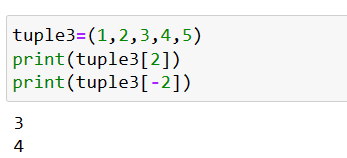 tuple3=(1,2,3,4,5)
print(tuple3[2])
print(tuple3[-2])
3
4